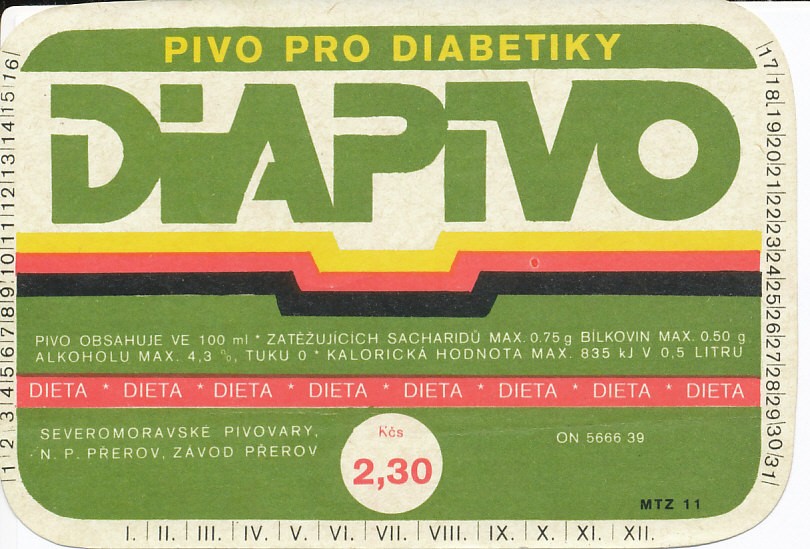 PIVO PRO DIABETIKY
DIAPIVO
PIVO OBSAHUJE VE 100 ml * ZATĚŽUJÍCÍCH SACHARIDŮ MAX. 0.75 g BÍLKOVIN MAX. 0.50 g
ALKOHOLU MAX. 4,3 %, TUKU 0 * KALORICKÁ HODNOTA MAX. 835 kJ V 0,5 LITRU
DIETA * DIETA * DIETA * DIETA * DIETA * DIETA * DIETA * DIETA
SEVEROMORAVSKÉ PIVOVARY,
N. P. PŘEROV, ZÁVOD PŘEROV
Kčs
2,30
ON 5666 39
MTZ 11
1|2|3|4|5|6|7|8|9|10|11|12|13|14|15|16|
|17|18|19|20|21|22|23|24|25|26|27|28|29|30|31|
I. | II. | III. | IV. | V. | VI. | VII. | VIII. | IX. | X. | XI. | XII.